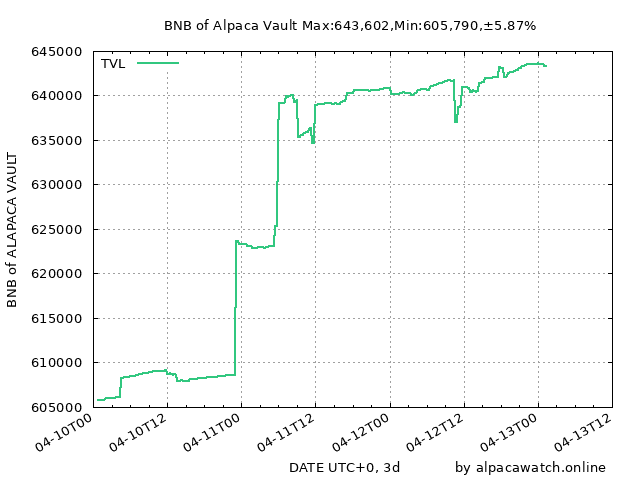 BNB of Alpaca Vault Max:643,602,Min:605,790,±5.87%
TVL
645000
640000
635000
630000
625000
620000
615000
610000
605000
BNB of ALAPACA VAULT
04-10T00
04-10T12
04-11T00
04-11T12
04-12T00
04-12T12
04-13T00
04-13T12
DATE UTC+0, 3d
by alpacawatch.online